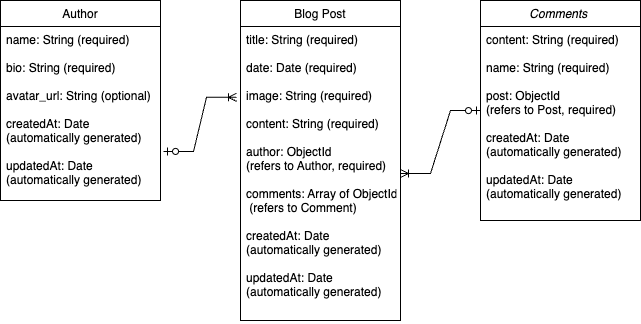 Author
name: String (required)
bio: String (required)
avatar_url: String (optional)
createdAt: Date
(automatically generated)
updatedAt: Date
(automatically generated)
Blog Post
title: String (required)
date: Date (required)
image: String (required)
content: String (required)
author: ObjectId
(refers to Author, required)
comments: Array of ObjectId
(refers to Comment)
createdAt: Date
(automatically generated)
updatedAt: Date
(automatically generated)
Comments
content: String (required)
name: String (required)
post: ObjectId
(refers to Post, required)
createdAt: Date
(automatically generated)
updatedAt: Date
(automatically generated)